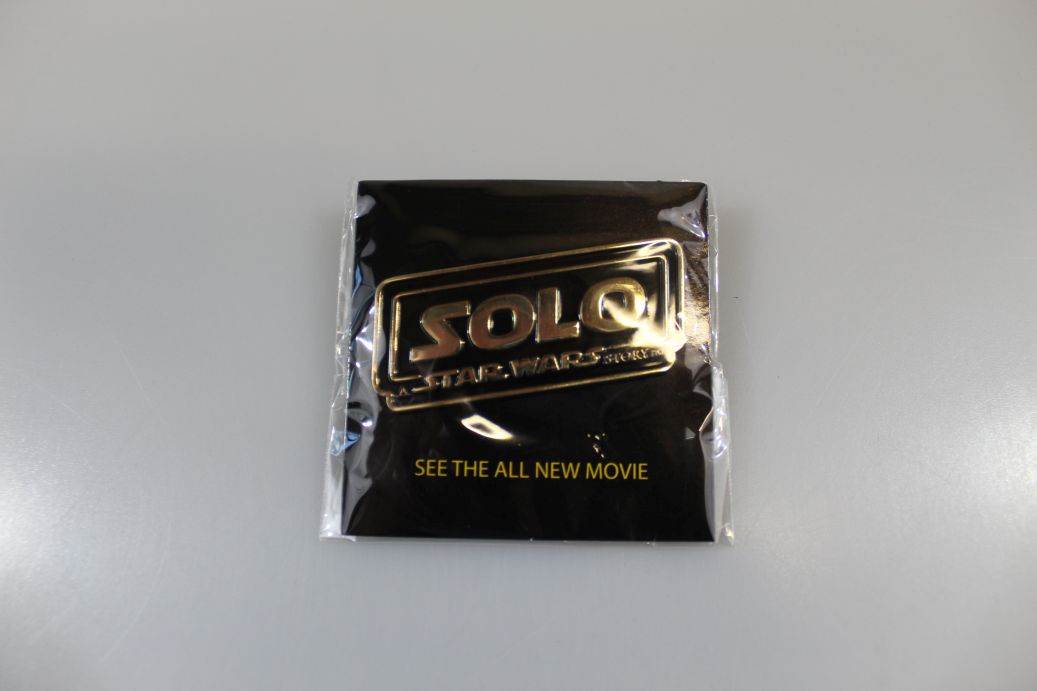 SOLO
A STAR WARS STORY
SEE THE ALL NEW MOVIE